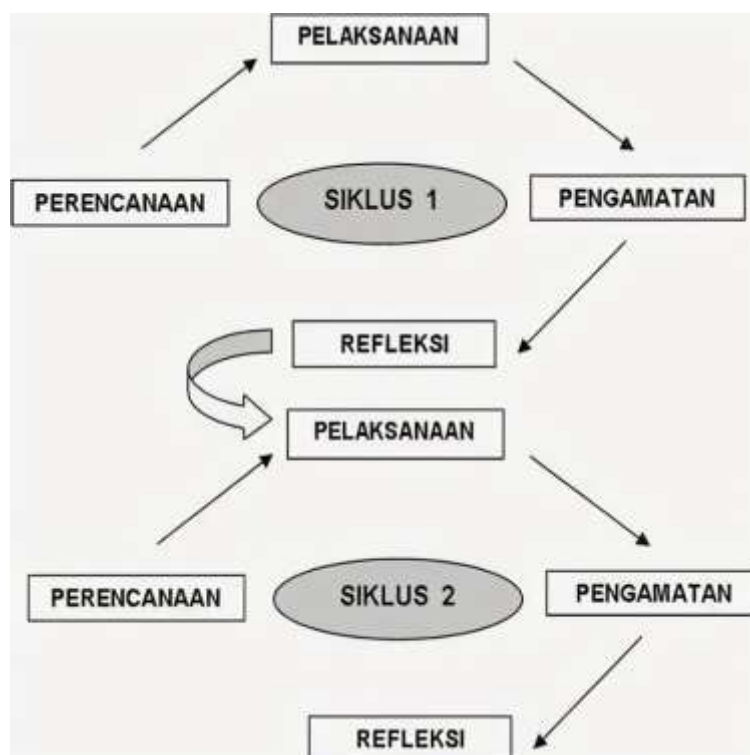 PELAKSANAAN
PERENCANAAN
SIKLUS 1
PENGAMATAN
REFLEKSI
PELAKSANAAN
PERENCANAAN
SIKLUS 2
PENGAMATAN
REFLEKSI